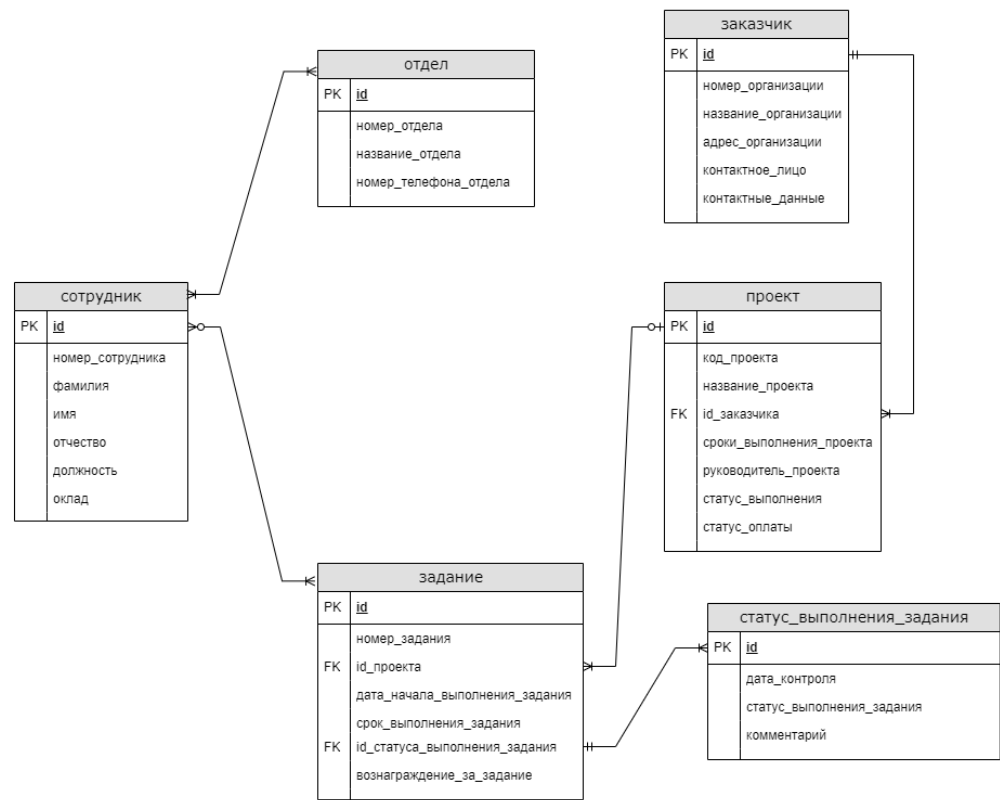 отдел
PK id
номер_отдела
название_отдела
номер_телефона_отдела
заказчик
PK id
номер_организации
название_организации
адрес_организации
контактное_лицо
контактные_данные
сотрудник
PK id
номер_сотрудника
фамилия
имя
отчество
должность
оклад
проект
PK id
код_проекта
название_проекта
FK id_заказчика
сроки_выполнения_проекта
руководитель_проекта
статус_выполнения
статус_оплаты
задание
PK id
номер_задания
FK id_проекта
дата_начала_выполнения_задания
срок_выполнения_задания
FK id_статуса_выполнения_задания
вознаграждение_за_задание
статус_выполнения_задания
PK id
дата_контроля
статус_выполнения_задания
комментарий